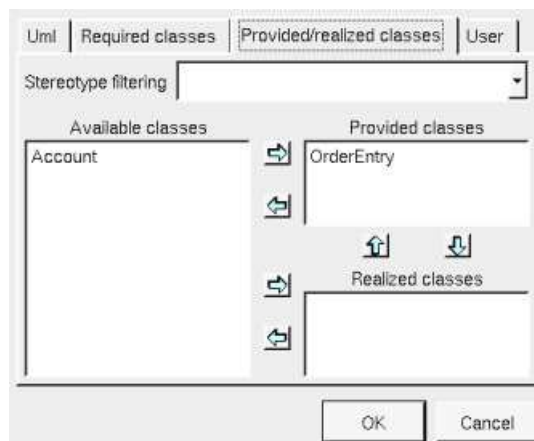 Uml Required classes Provided/realized classes User
Stereotype filtering
Available classes Provided classes
Account OrderEntry
Realized classes
OK Cancel